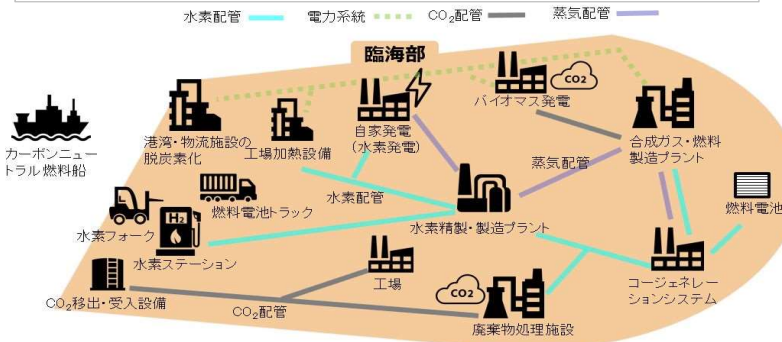 水素配管
電力系統
CO₂配管
蒸気配管
臨海部
CO2
バイオマス発電
港湾・物流施設の
脱炭素化
工場加熱設備
自家発電
(水素発電)
合成ガス・燃料
製造プラント
カーボンニュー
トラル燃料船
蒸気配管
水素配管
燃料電池トラック
燃料電池
水素フォーク
H2
水素ステーション
水素精製・製造プラント
工場
コージェネレー
ションシステム
CO₂移出・受入設備
CO₂配管
CO2
廃棄物処理施設